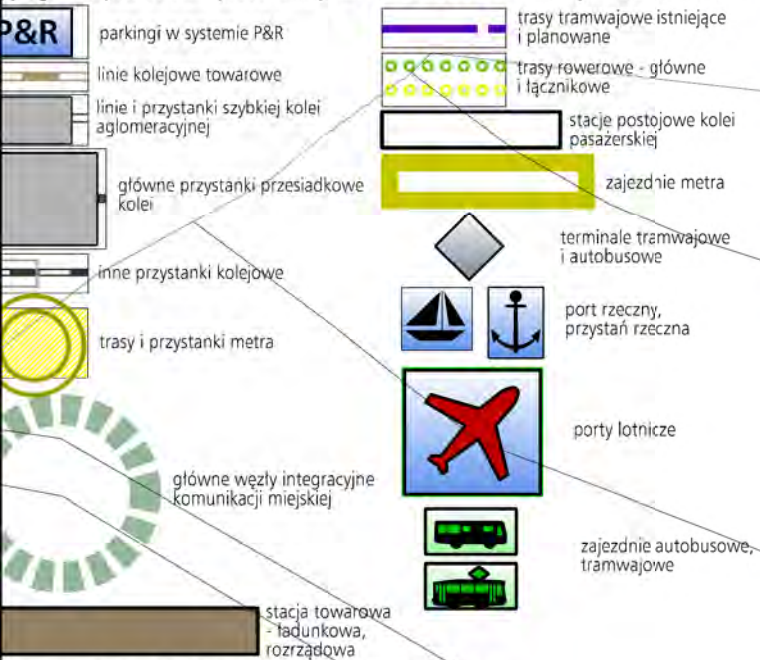 P&R
parkingi w systemie P&R
linie kolejowe towarowe
linie i przystanki szybkiej kolei
aglomeracyjnej
główne przystanki przesiadkowe
kolei
inne przystanki kolejowe
trasy i przystanki metra
główne węzły integracyjne
komunikacji miejskiej
stacja towarowa
- ładunkowa,
rozrządowa
trasy tramwajowe istniejące
i planowane
trasy rowerowe - główne
i łącznikowe
stacje postojowe kolei
pasażerskiej
zajezdnie metra
terminale tramwajowe
i autobusowe
port rzeczny,
przystań rzeczna
porty lotnicze
zajezdnie autobusowe,
tramwajowe